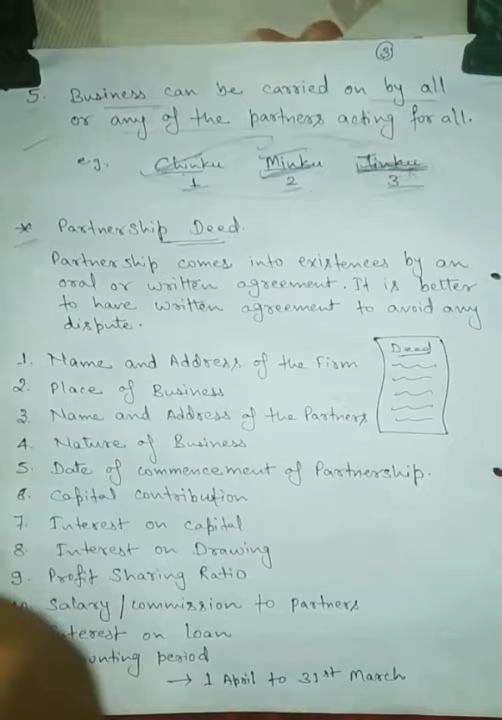 3
5. Business can be carried on by all
or any of the partners acting for all.
e.g. Chinku Minku Tinku
1 2 3
* Partnership Deed.
Partnership comes into existences by an
oral or written agreement. It is better
to have written agreement to avoid any
dispute.
Deed
1. Name and Address of the Firm
2. Place of Business
3. Name and Address of the Partners
4. Nature of Business
5. Date of commencement of Partnership.
6. Capital contribution
7. Interest on capital
8. Interest on Drawing
9. Profit Sharing Ratio
Salary / commission to partners
terest on loan
unting period
→ 1 April to 31st March